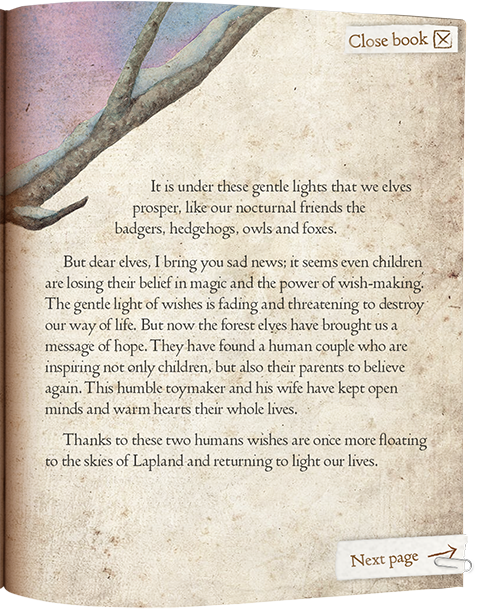 Close book
It is under these gentle lights that we elves
prosper, like our nocturnal friends the
badgers, hedgehogs, owls and foxes.
But dear elves, I bring you sad news; it seems even children
are losing their belief in magic and the power of wish-making.
The gentle light of wishes is fading and threatening to destroy
our way of life. But now the forest elves have brought us a
message of hope. They have found a human couple who are
inspiring not only children, but also their parents to believe
again. This humble toymaker and his wife have kept open
minds and warm hearts their whole lives.
Thanks to these two humans wishes are once more floating
to the skies of Lapland and returning to light our lives.
Next page